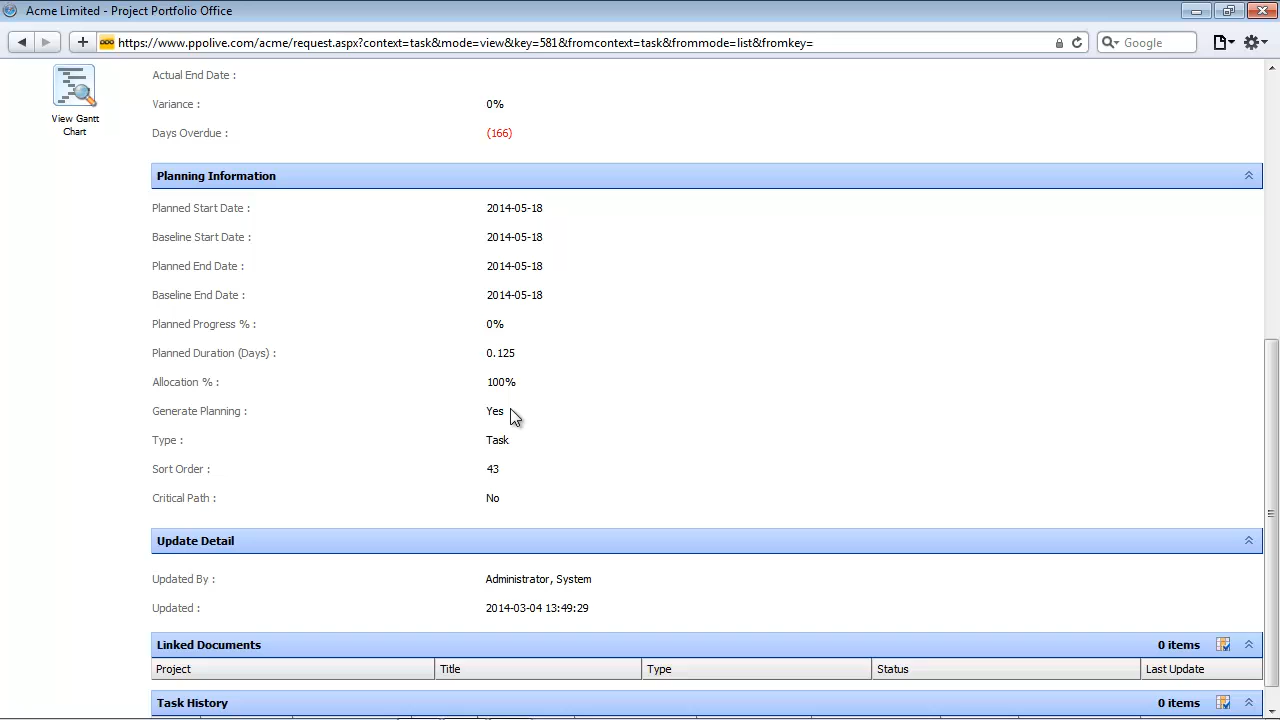 Acme Limited - Project Portfolio Office
https://www.ppolive.com/acme/request.aspx?context=task&mode=view&key=581&fromcontext=task&frommode=list&fromkey=
Google
View Gantt
Chart
Actual End Date :
Variance : 0%
Days Overdue : (166)
Planning Information
Planned Start Date : 2014-05-18
Baseline Start Date : 2014-05-18
Planned End Date : 2014-05-18
Baseline End Date : 2014-05-18
Planned Progress % : 0%
Planned Duration (Days) : 0.125
Allocation % : 100%
Generate Planning : Yes
Type : Task
Sort Order : 43
Critical Path : No
Update Detail
Updated By : Administrator, System
Updated : 2014-03-04 13:49:29
Linked Documents 0 items
Project Title Type Status Last Update
Task History 0 items